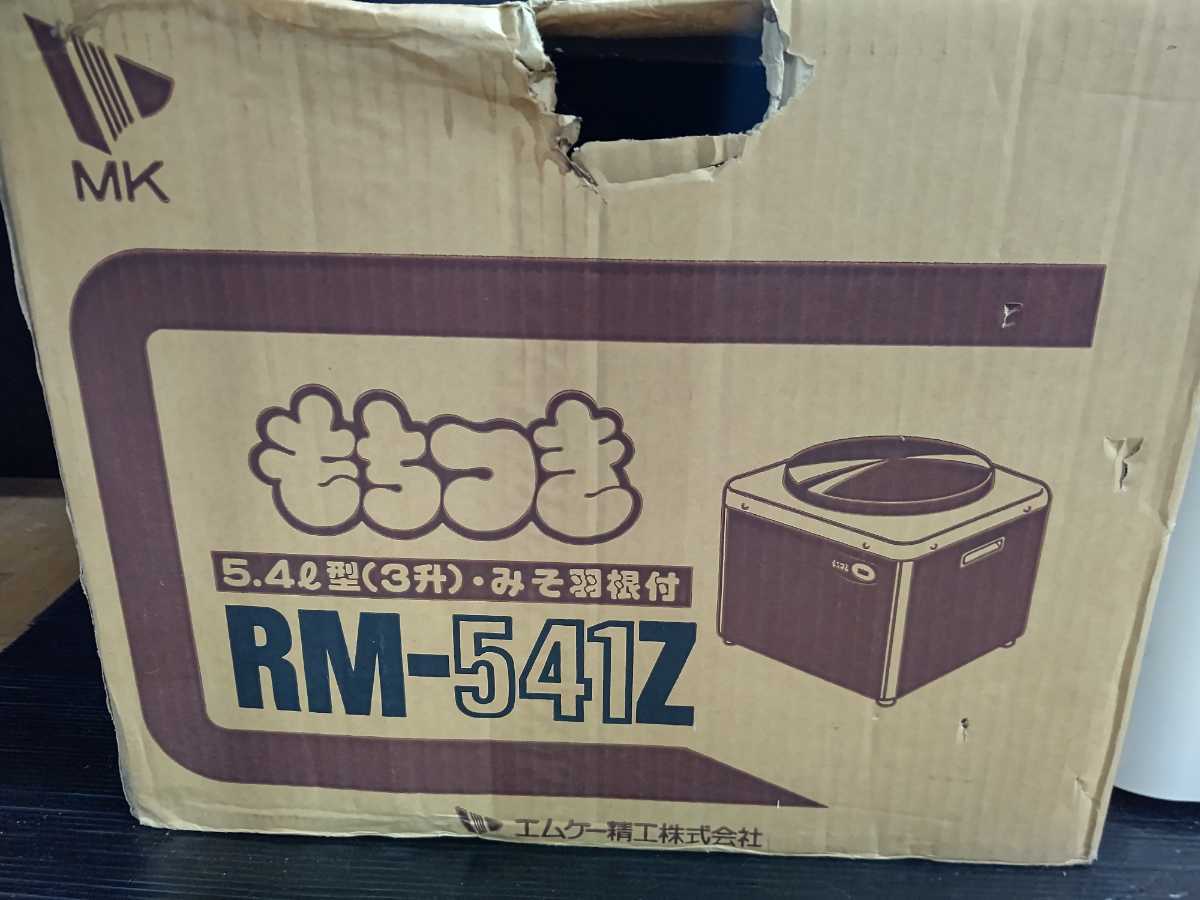 MK
もちつき
5.4ℓ型(3升)・みそ羽根付
RM-541Z
エムケー精工株式会社